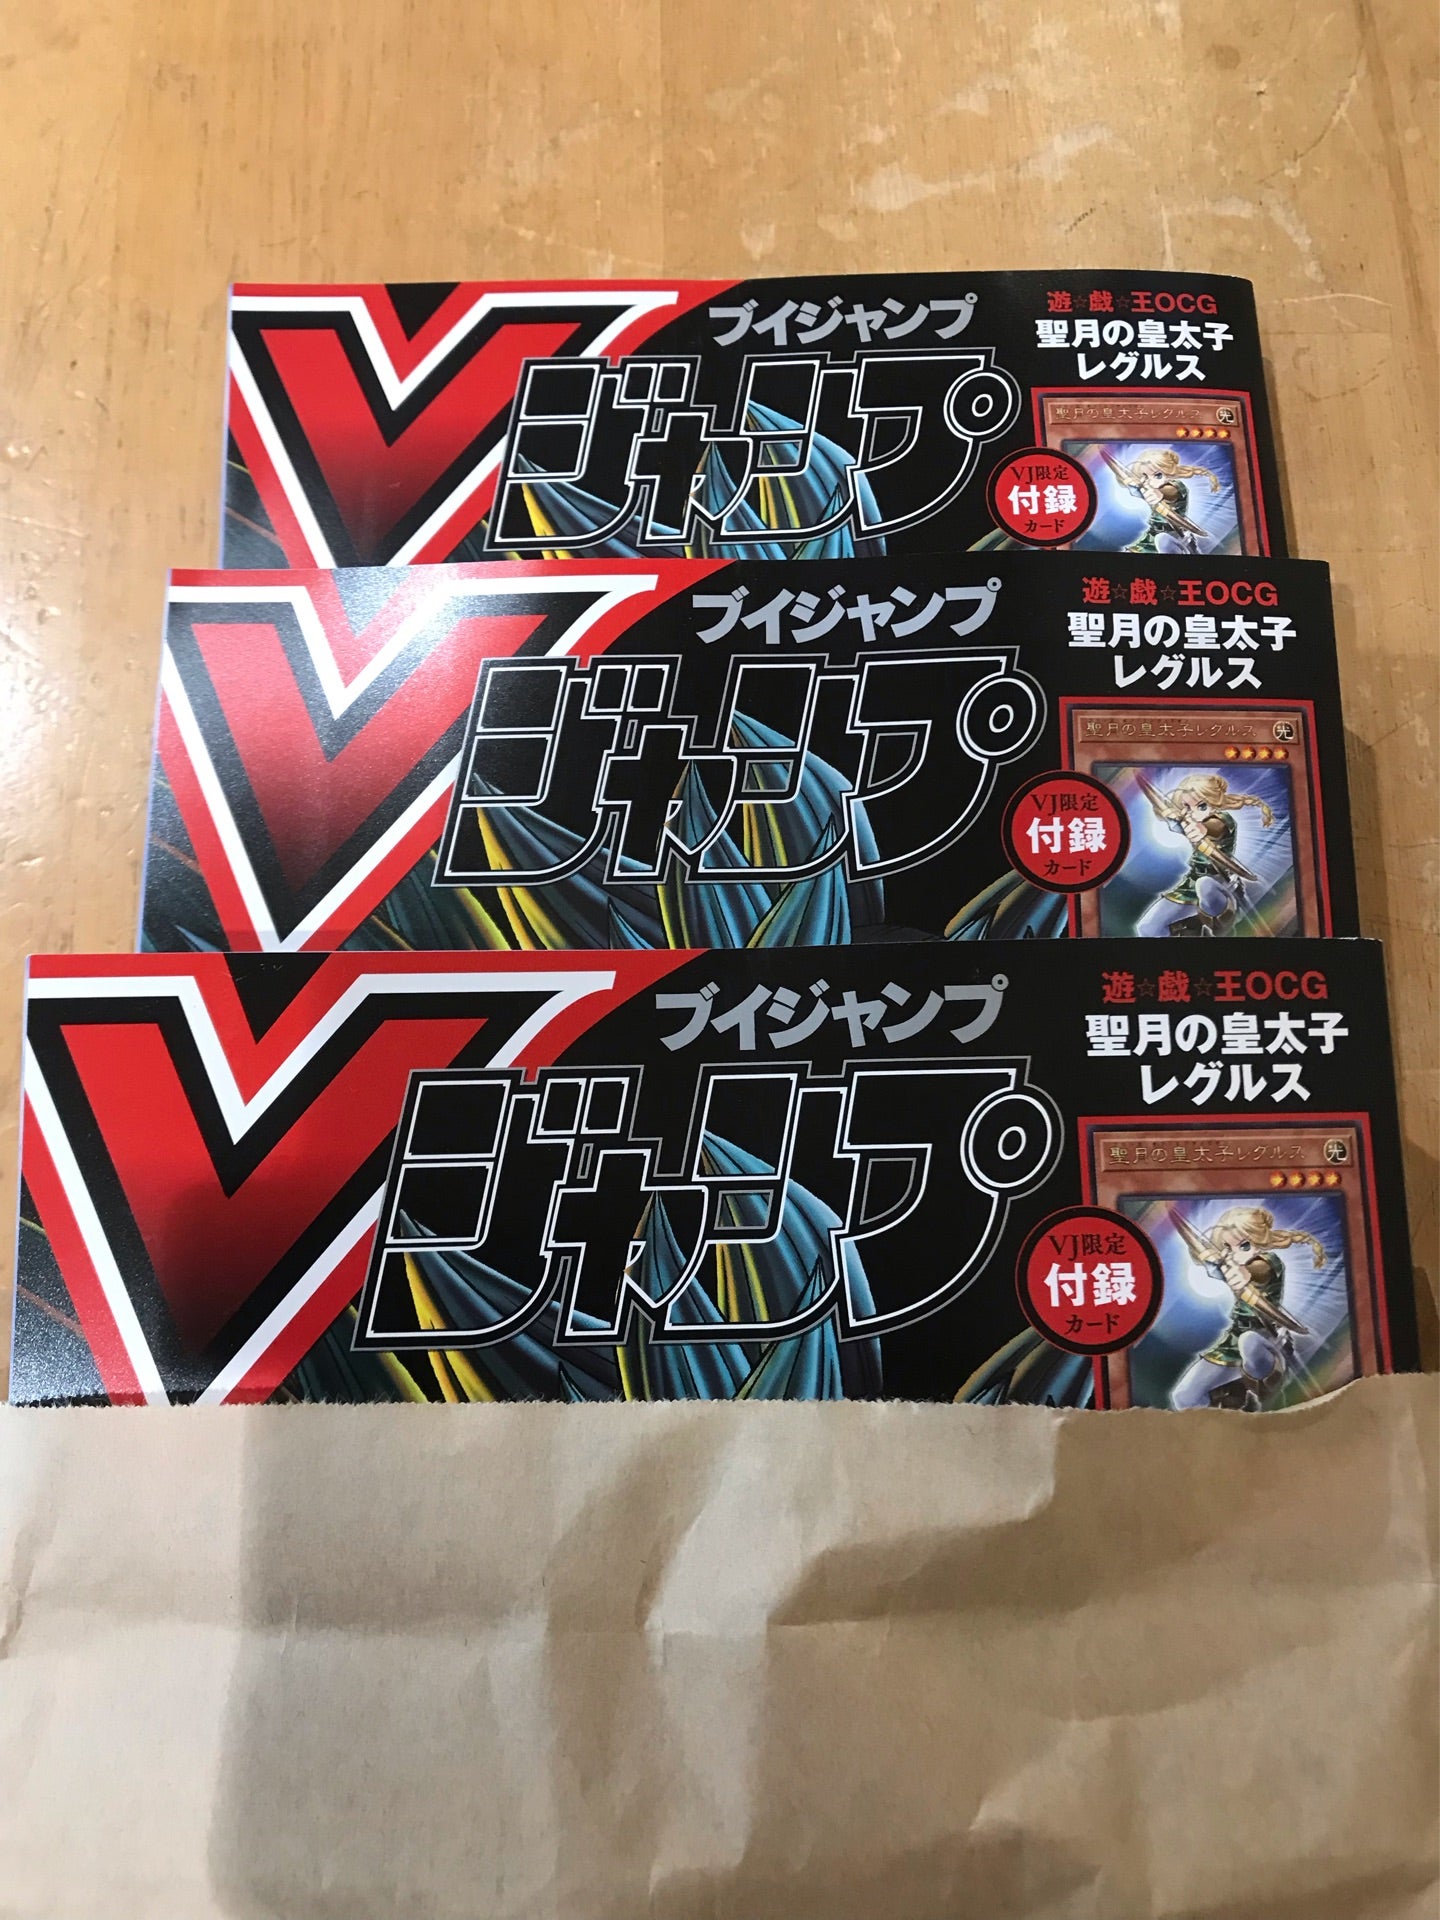 V
ブイジャンプ
ジャンプ
遊☆戯☆王OCG
聖月の皇太子
レグルス
聖月の皇太子レグルス
光
VJ限定
付録
カード
V
ブイジャンプ
ジャンプ
遊☆戯☆王OCG
聖月の皇太子
レグルス
聖月の皇太子レグルス
光
VJ限定
付録
カード
V
ブイジャンプ
ジャンプ
遊☆戯☆王OCG
聖月の皇太子
レグルス
聖月の皇太子レグルス
光
VJ限定
付録
カード